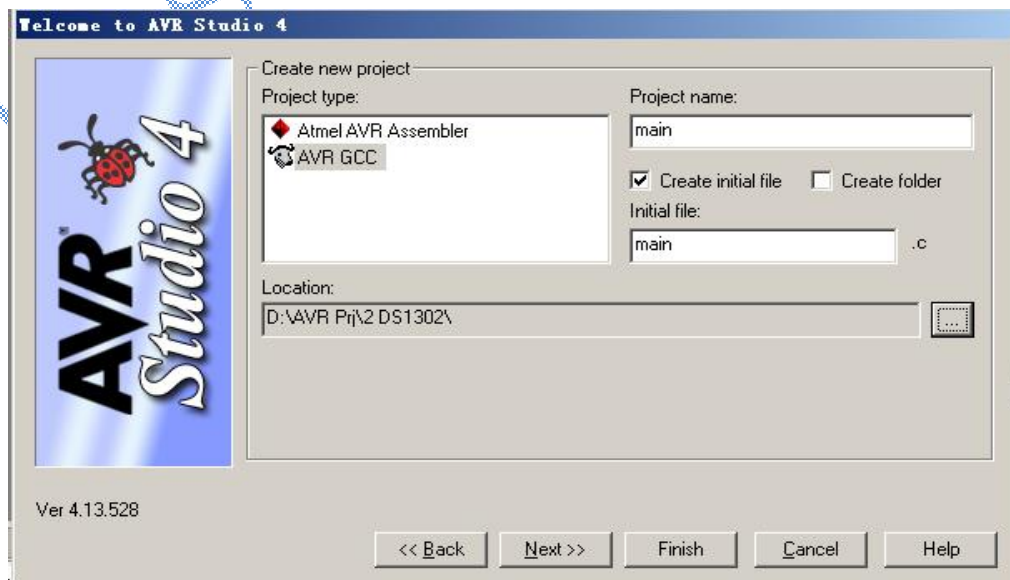 Welcome to AVR Studio 4
Create new project
Project type:
Project name:
Atmel AVR Assembler
AVR GCC
main
Create initial file
Create folder
Initial file:
main
.c
Location:
D:\AVR Prj\2 DS1302\
...
AVR®
Studio 4
Ver 4.13.528
<< Back
Next >>
Finish
Cancel
Help